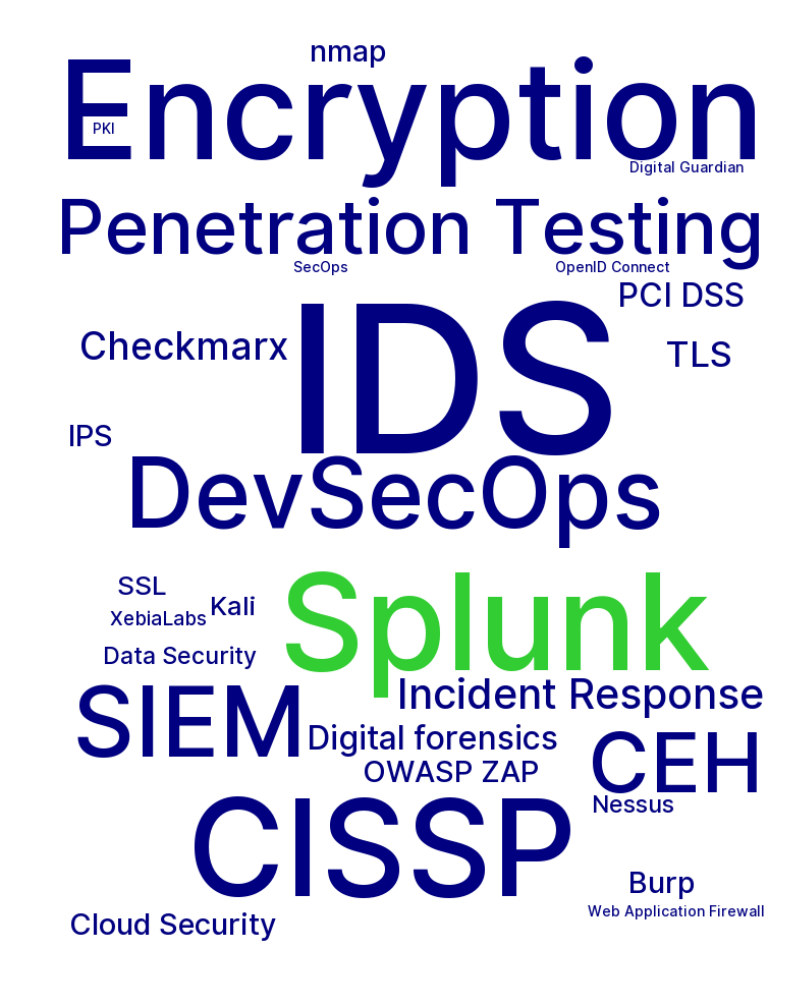 nmap
Encryption
PKI
Digital Guardian
Penetration Testing
SecOps
OpenID Connect
PCI DSS
IDS
Checkmarx
TLS
IPS
DevSecOps
Splunk
SSL
Kali
XebiaLabs
Data Security
Incident Response
SIEM
Digital forensics
CEH
OWASP ZAP
Nessus
CISSP
Burp
Web Application Firewall
Cloud Security